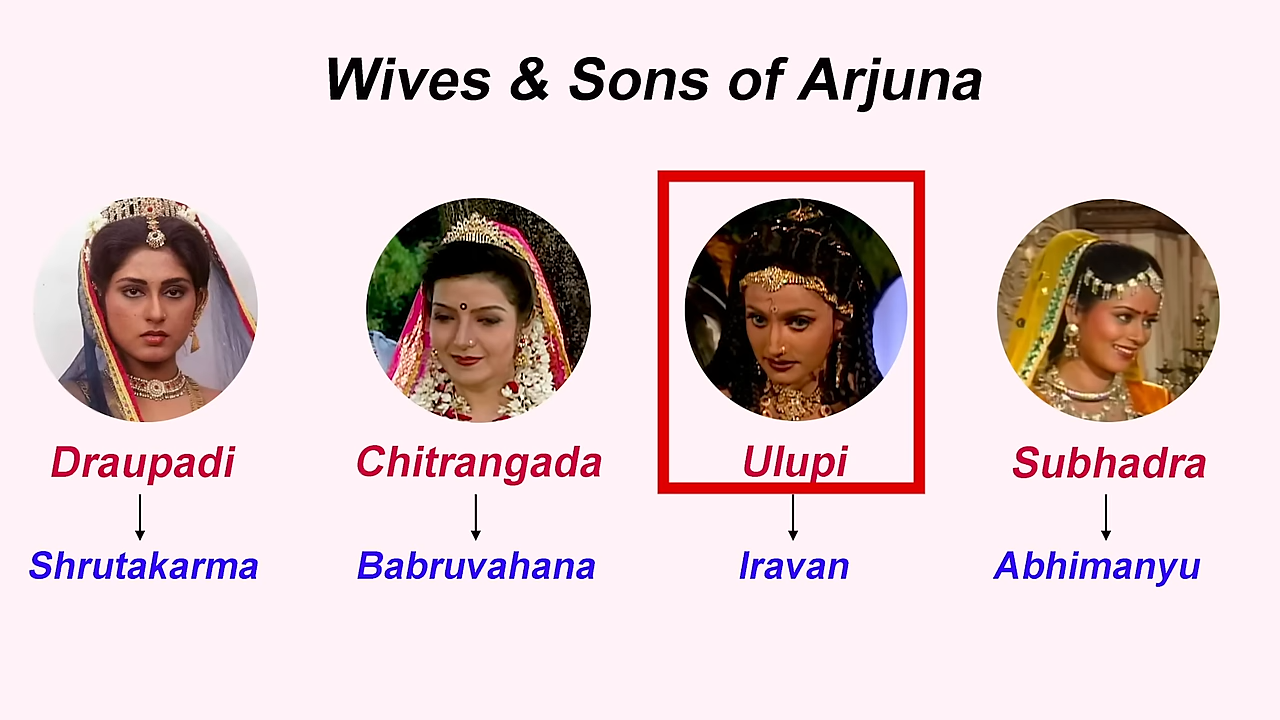 Wives & Sons of Arjuna
Draupadi Chitrangada Ulupi Subhadra
Shrutakarma Babruvahana Iravan Abhimanyu